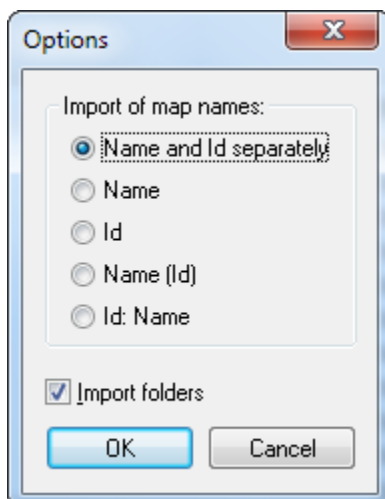 Options
Import of map names:
Name and Id separately
Name
Id
Name (Id)
Id: Name
Import folders
OK Cancel